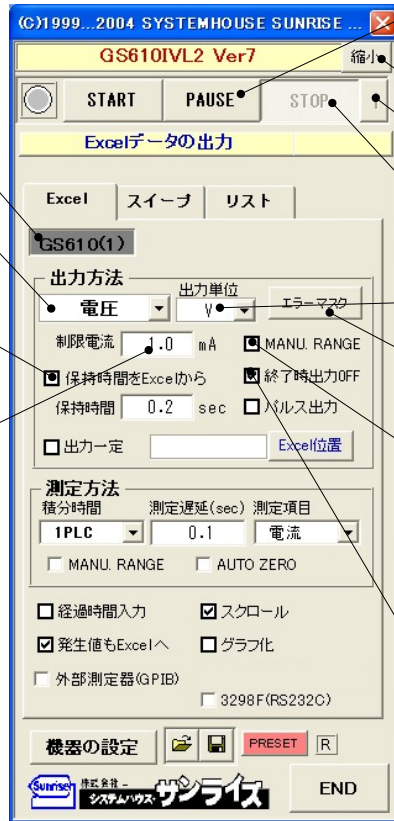 (C)1999...2004 SYSTEMHOUSE SUNRISE ...
GS610IVL2 Ver7
縮小
START PAUSE STOP
Excelデータの出力
Excel スイープ リスト
GS610(1)
出力方法
出力単位
電圧 V エラーマスク
制限電流 1.0 mA MANU. RANGE
保持時間をExcelから 終了時出力OFF
保持時間 0.2 sec パルス出力
出力一定 Excel位置
測定方法
積分時間 測定遅延(sec) 測定項目
1PLC 0.1 電流
MANU. RANGE AUTO ZERO
経過時間入力 スクロール
発生値もExcelへ グラフ化
外部測定器(GPIB)
3298F(RS232C)
機器の設定 PRESET R
Sunrise 株式会社
システムハウス・サンライズ END